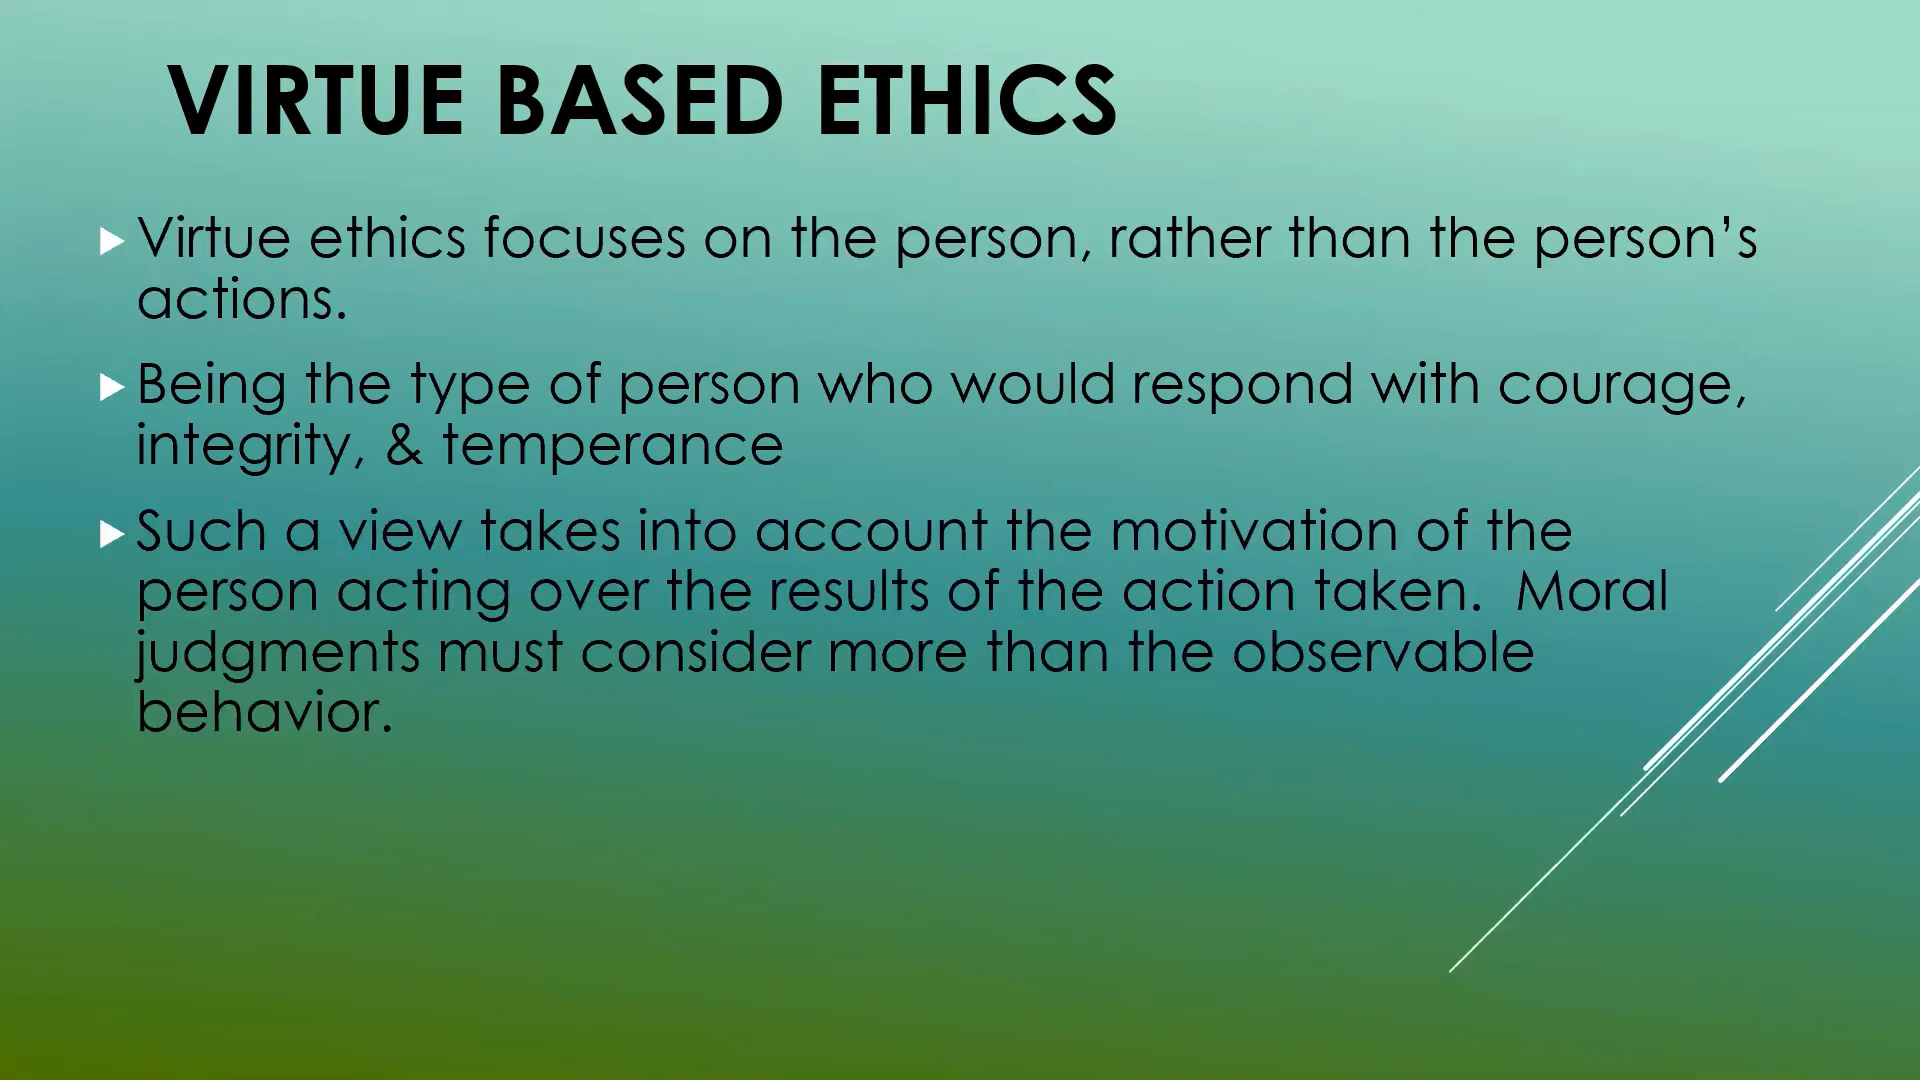 VIRTUE BASED ETHICS
Virtue ethics focuses on the person, rather than the person’s
actions.
Being the type of person who would respond with courage,
integrity, & temperance
Such a view takes into account the motivation of the
person acting over the results of the action taken.  Moral
judgments must consider more than the observable
behavior.